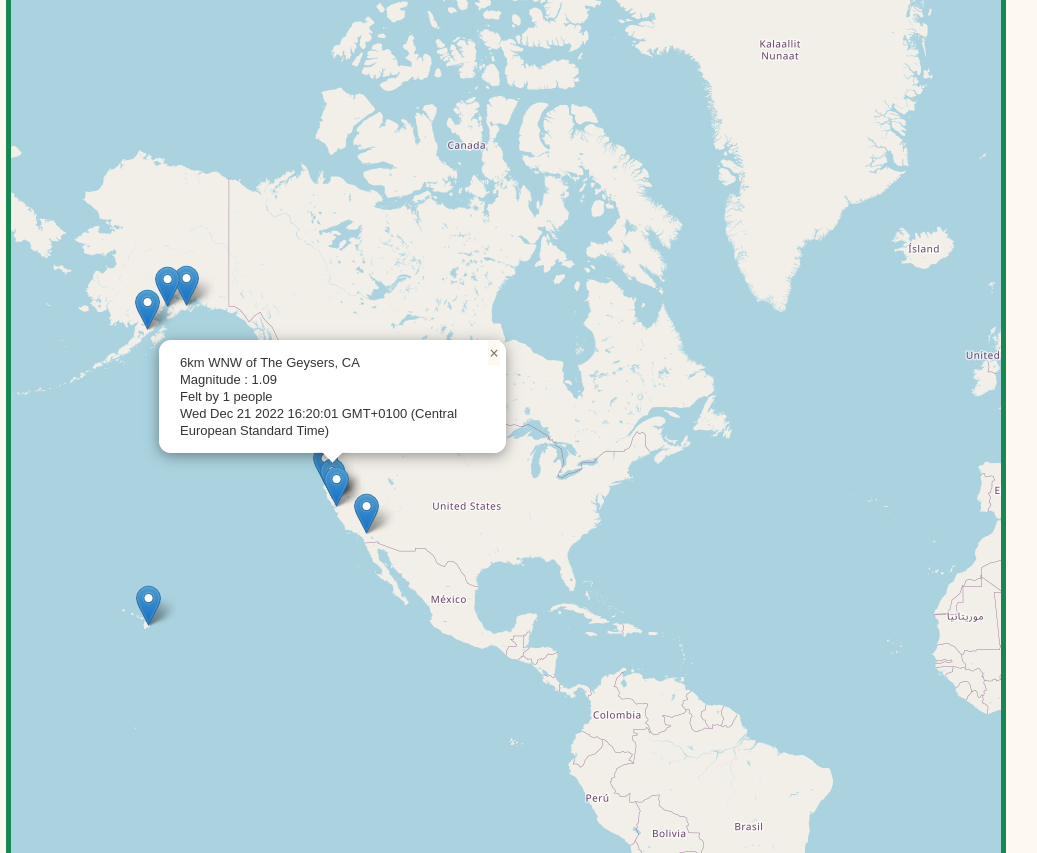 Kalaallit
Nunaat
Canada
Ísland
United
×
6km WNW of The Geysers, CA
Magnitude : 1.09
Felt by 1 people
Wed Dec 21 2022 16:20:01 GMT+0100 (Central
European Standard Time)
E
United States
México
موريتانيا
Colombia
Perú
Brasil
Bolivia